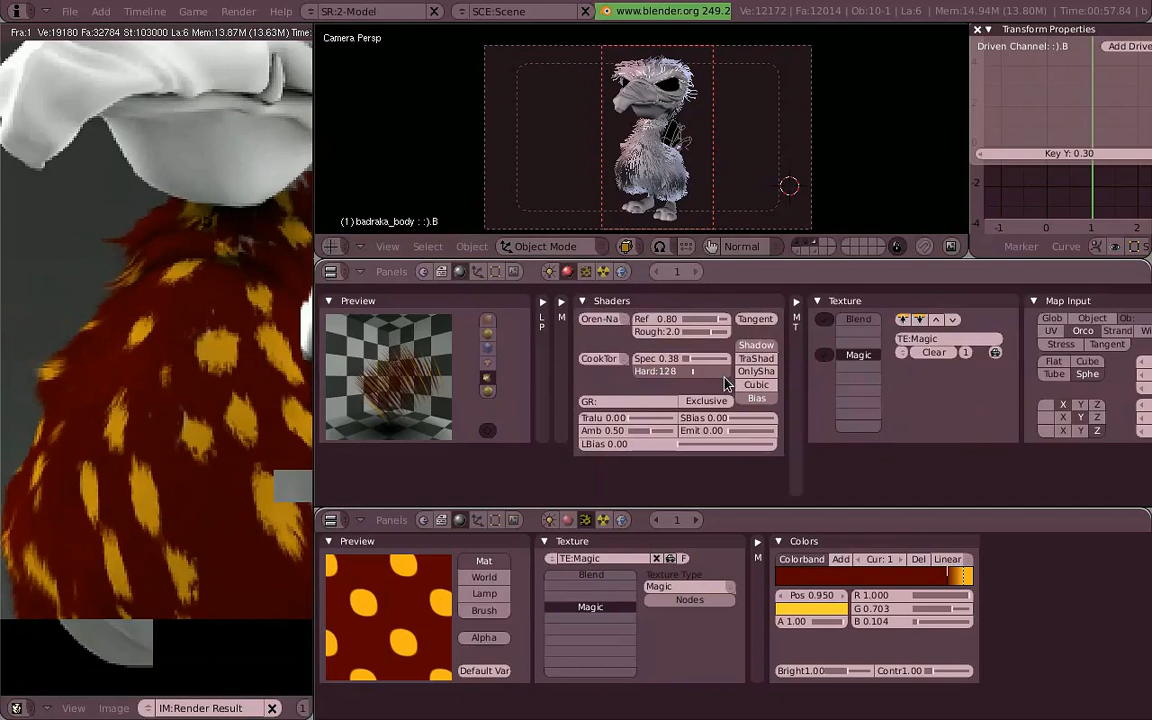 File Add Timeline Game Render Help SR:2-Model SCE:Scene www.blender.org 249.2 Ve:12172 | Fa:12014 | Ob:10-1 | La:6 | Mem:14.94M (13.80M) | Time:00:57.84 |
Fra:1 Ve:19180 Fa:32784 St:103000 La:6 Mem:13.87M (13.63M) Time:
Camera Persp
(1) badraka_body : :).B
View Select Object Object Mode Normal
Transform Properties
Driven Channel: :).B Add Drive
Key Y: 0.30
-2
-4
-1 0 1 2
Marker Curve
Panels 1
Preview
L
P
M
Shaders
Oren-Na Ref 0.80 Tangent
Rough:2.0
Shadow
CookTor Spec 0.38 TraShad
Hard:128 OnlySha
Cubic
GR: Exclusive Bias
Tralu 0.00 SBias 0.00
Amb 0.50 Emit 0.00
LBias 0.00
M
T
Texture
Blend
TE:Magic
Magic Clear 1
Map Input
Glob Object Ob:
UV Orco Strand
Stress Tangent
Flat Cube
Tube Sphe
X Y Z
X Y Z
X Y Z
Panels 1
Preview
Mat
World
Lamp
Brush
Alpha
Default Var
Texture
TE:Magic X F
Blend
Magic
Texture Type
Magic
Nodes
M
Colors
Colorband Add Cur: 1 Del Linear
Pos 0.950 R 1.000
G 0.703
A 1.00 B 0.104
Bright1.00 Contr1.00
View Image IM:Render Result 1